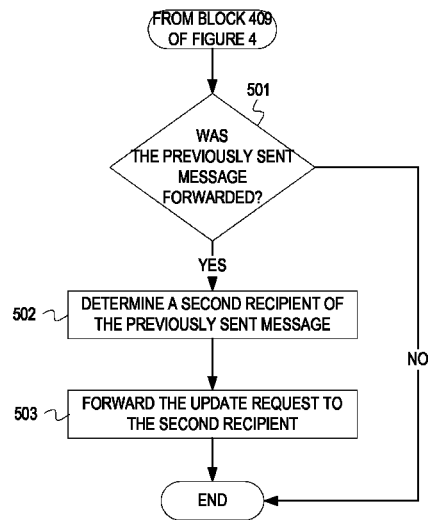 FROM BLOCK 409
OF FIGURE 4
501
WAS
THE PREVIOUSLY SENT
MESSAGE
FORWARDED?
YES
502
DETERMINE A SECOND RECIPIENT OF
THE PREVIOUSLY SENT MESSAGE
NO
503
FORWARD THE UPDATE REQUEST TO
THE SECOND RECIPIENT
END